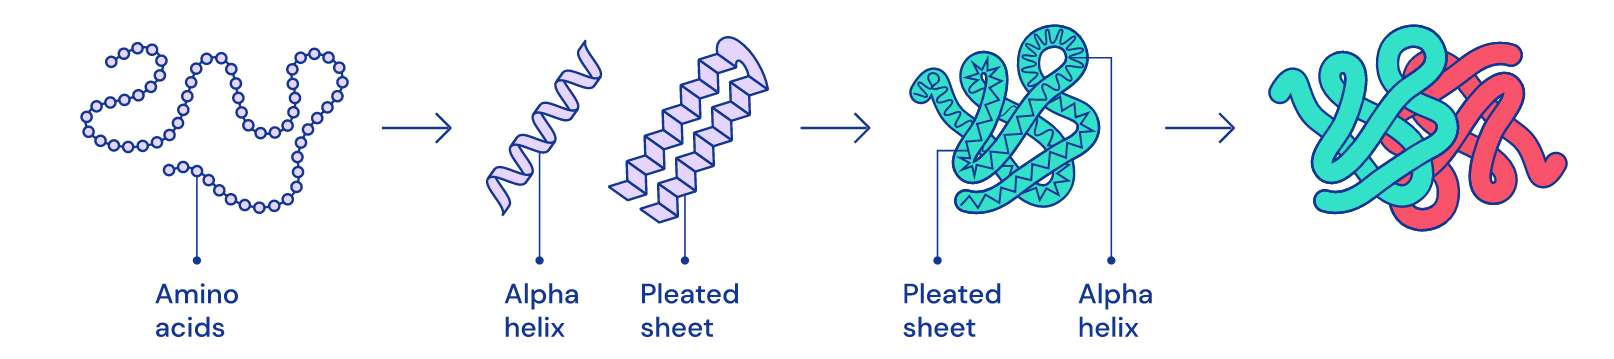 Amino
acids
Alpha
helix
Pleated
sheet
Pleated
sheet
Alpha
helix